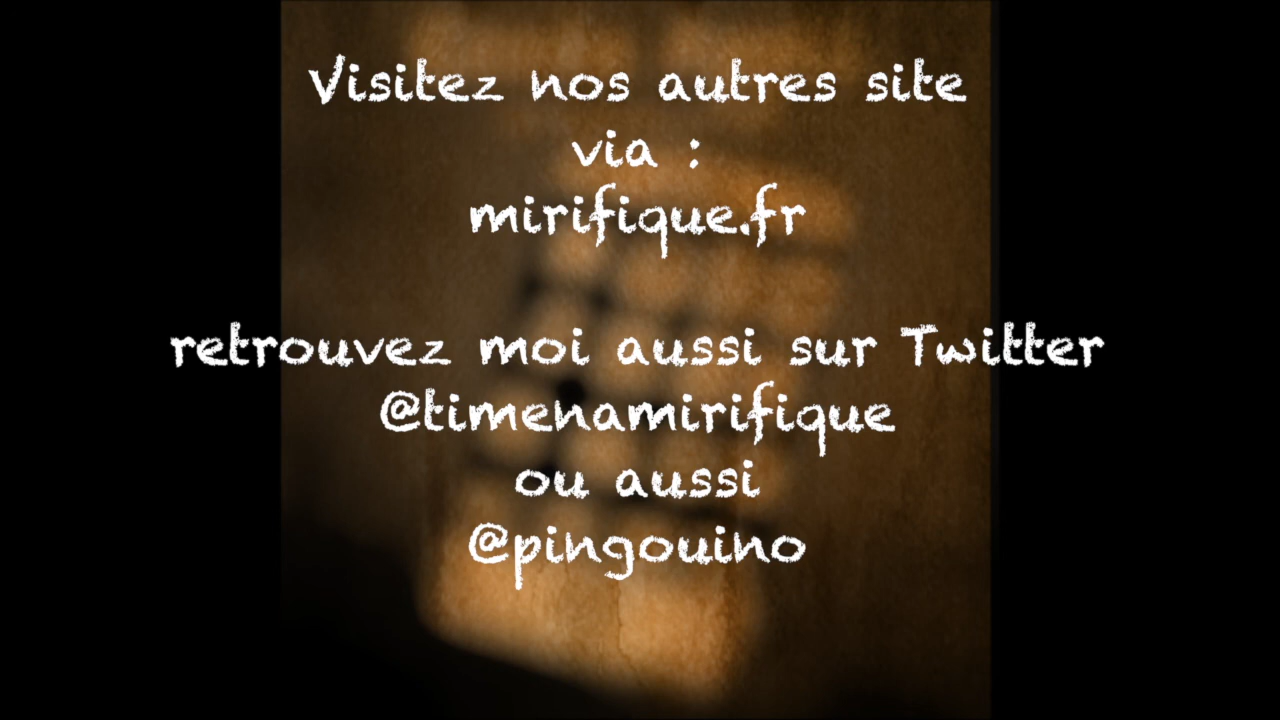 Visitez nos autres site
via :
mirifique.fr
retrouvez moi aussi sur Twitter
@timenamirifique
ou aussi
@pingouino